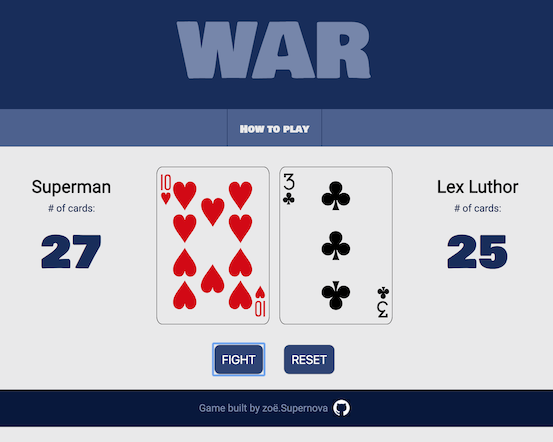 WAR
How to play
Superman
# of cards:
27
10
10
3
3
Lex Luthor
# of cards:
25
FIGHT
RESET
Game built by zoë.Supernova